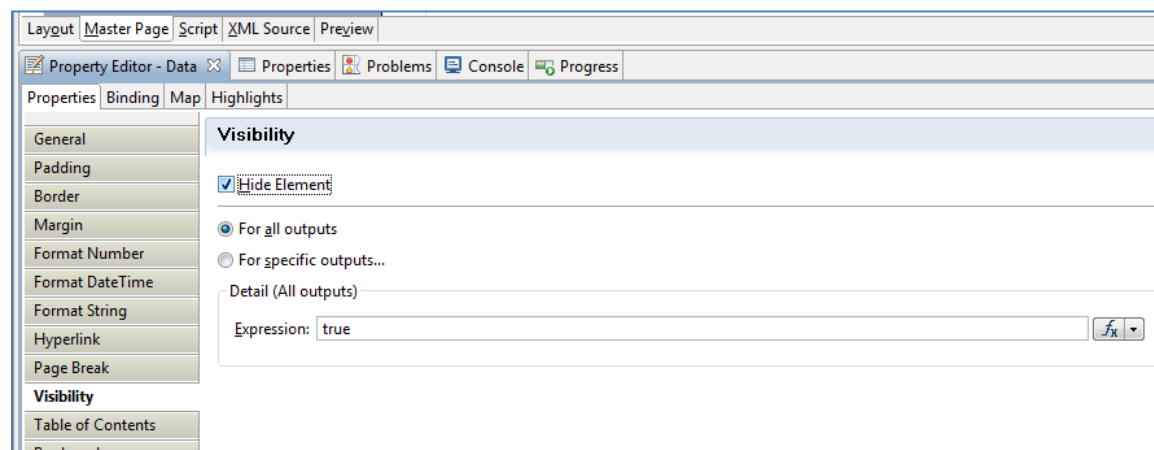 Layout Master Page Script XML Source Preview
Property Editor - Data Properties Problems Console Progress
Properties Binding Map Highlights
General
Padding
Border
Margin
Format Number
Format DateTime
Format String
Hyperlink
Page Break
Visibility
Table of Contents
Visibility
Hide Element
For all outputs
For specific outputs...
Detail (All outputs)
Expression: true fx